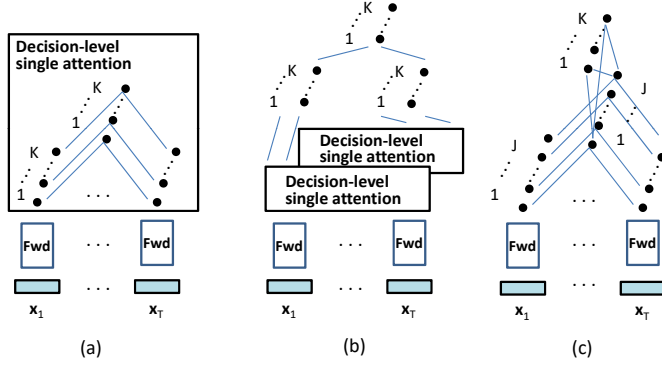 Decision-level
single attention
K
1
K
1
. . .
Fwd
. . .
Fwd
. . .
x1
xT
(a)
K
1
K
1
K
1
Decision-level
single attention
Decision-level
single attention
Fwd
. . .
Fwd
. . .
x1
xT
(b)
K
1
J
1
J
1
. . .
Fwd
. . .
Fwd
. . .
x1
xT
(c)